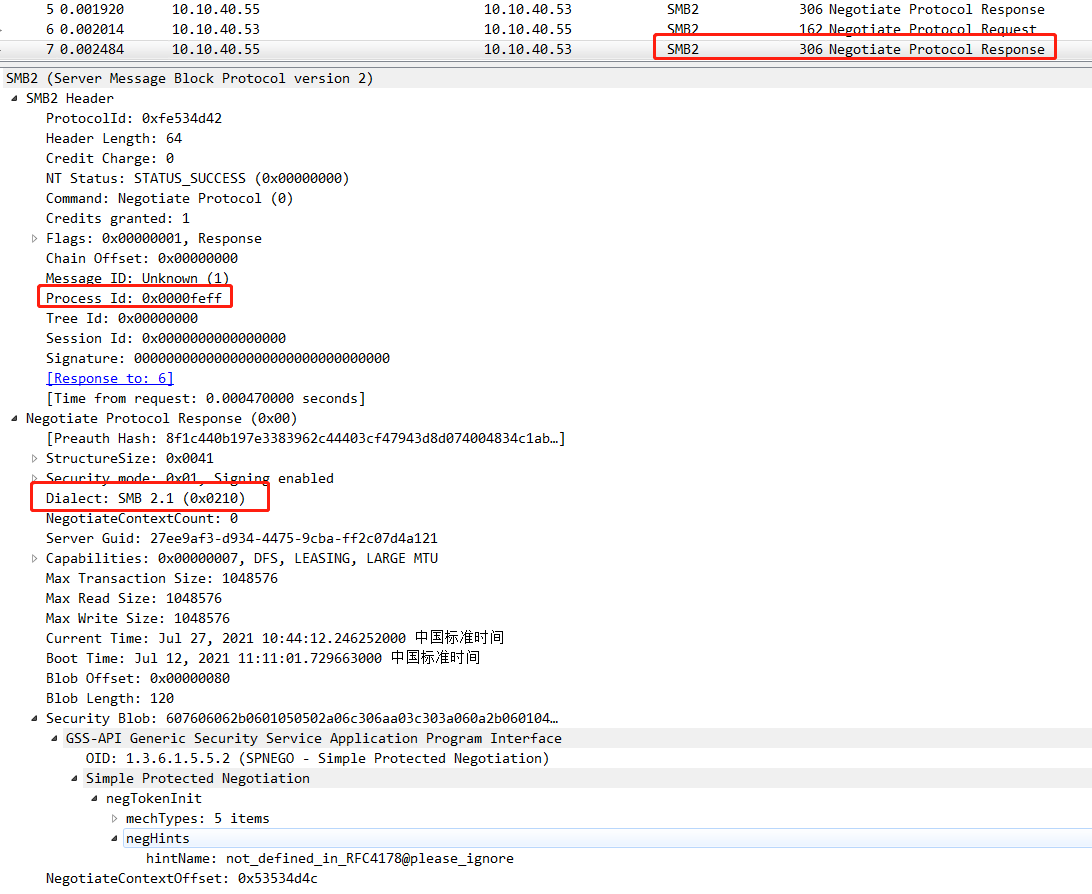 5 0.001920 10.10.40.55 10.10.40.53 SMB2 306 Negotiate Protocol Response
6 0.002014 10.10.40.53 10.10.40.55 SMB2 162 Negotiate Protocol Request
7 0.002484 10.10.40.55 10.10.40.53 SMB2 306 Negotiate Protocol Response
SMB2 (Server Message Block Protocol version 2)
SMB2 Header
ProtocolId: 0xfe534d42
Header Length: 64
Credit Charge: 0
NT Status: STATUS_SUCCESS (0x00000000)
Command: Negotiate Protocol (0)
Credits granted: 1
Flags: 0x00000001, Response
Chain Offset: 0x00000000
Message ID: Unknown (1)
Process Id: 0x0000feff
Tree Id: 0x00000000
Session Id: 0x0000000000000000
Signature: 00000000000000000000000000000000
[Response to: 6]
[Time from request: 0.000470000 seconds]
Negotiate Protocol Response (0x00)
[Preauth Hash: 8f1c440b197e3383962c44403cf47943d8d074004834c1ab…]
StructureSize: 0x0041
Security mode: 0x01, Signing enabled
Dialect: SMB 2.1 (0x0210)
NegotiateContextCount: 0
Server Guid: 27ee9af3-d934-4475-9cba-ff2c07d4a121
Capabilities: 0x00000007, DFS, LEASING, LARGE MTU
Max Transaction Size: 1048576
Max Read Size: 1048576
Max Write Size: 1048576
Current Time: Jul 27, 2021 10:44:12.246252000 中国标准时间
Boot Time: Jul 12, 2021 11:11:01.729663000 中国标准时间
Blob Offset: 0x00000080
Blob Length: 120
Security Blob: 607606062b0601050502a06c306aa03c303a060a2b060104…
GSS-API Generic Security Service Application Program Interface
OID: 1.3.6.1.5.5.2 (SPNEGO - Simple Protected Negotiation)
Simple Protected Negotiation
negTokenInit
mechTypes: 5 items
negHints
hintName: not_defined_in_RFC4178@please_ignore
NegotiateContextOffset: 0x53534d4c